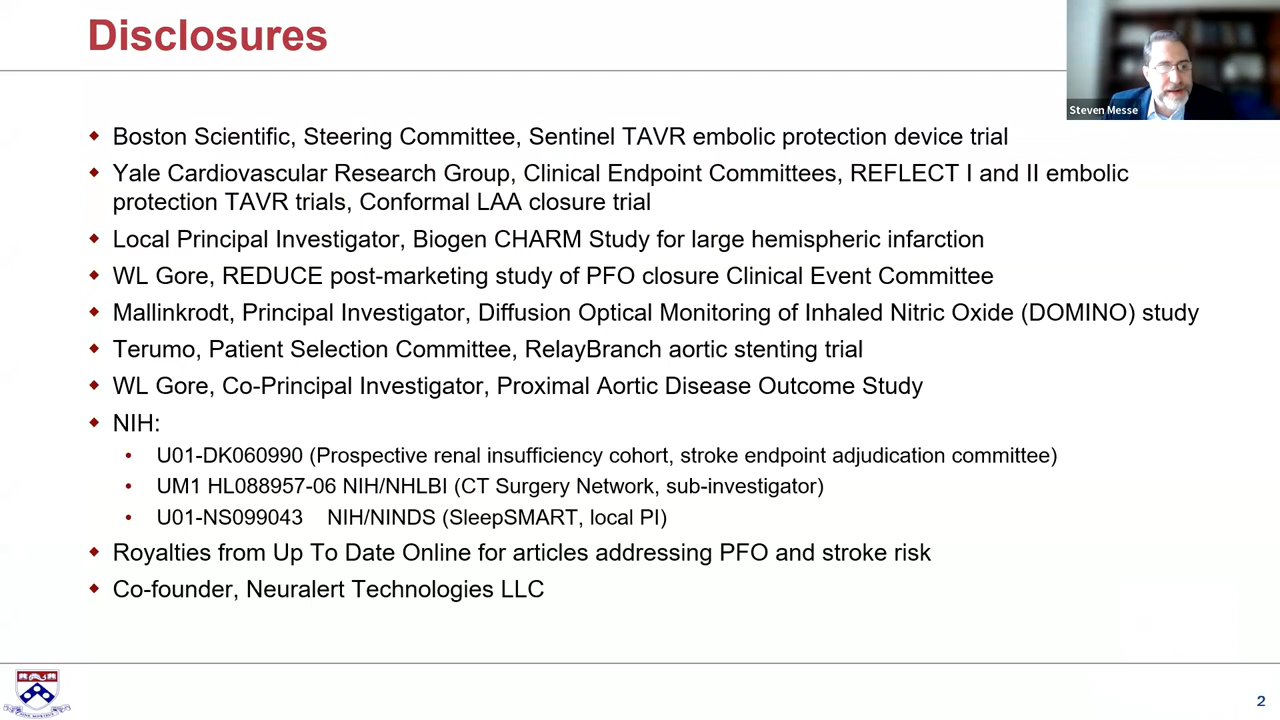 Disclosures
Steven Messe
Boston Scientific, Steering Committee, Sentinel TAVR embolic protection device trial
Yale Cardiovascular Research Group, Clinical Endpoint Committees, REFLECT I and II embolic
protection TAVR trials, Conformal LAA closure trial
Local Principal Investigator, Biogen CHARM Study for large hemispheric infarction
WL Gore, REDUCE post-marketing study of PFO closure Clinical Event Committee
Mallinkrodt, Principal Investigator, Diffusion Optical Monitoring of Inhaled Nitric Oxide (DOMINO) study
Terumo, Patient Selection Committee, RelayBranch aortic stenting trial
WL Gore, Co-Principal Investigator, Proximal Aortic Disease Outcome Study
NIH:
U01-DK060990 (Prospective renal insufficiency cohort, stroke endpoint adjudication committee)
UM1 HL088957-06 NIH/NHLBI (CT Surgery Network, sub-investigator)
U01-NS099043 NIH/NINDS (SleepSMART, local PI)
Royalties from Up To Date Online for articles addressing PFO and stroke risk
Co-founder, Neuralert Technologies LLC
2